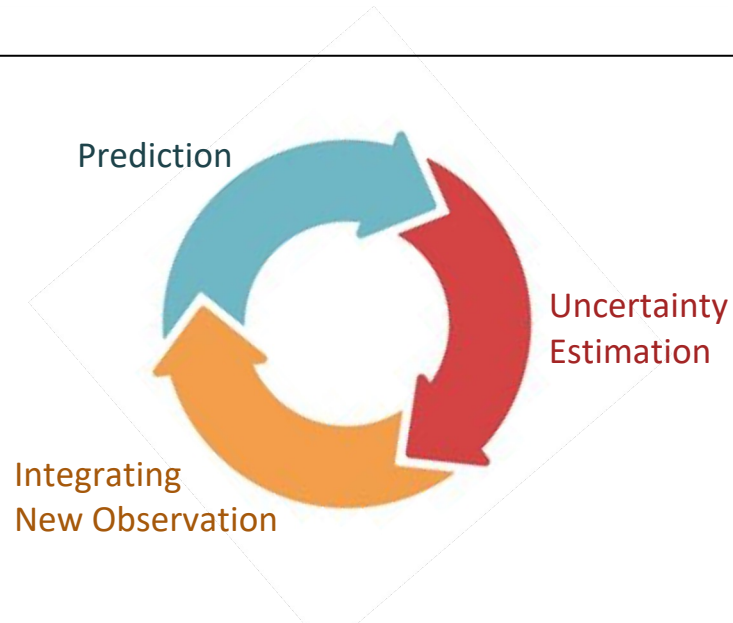 Prediction
Uncertainty
Estimation
Integrating
New Observation